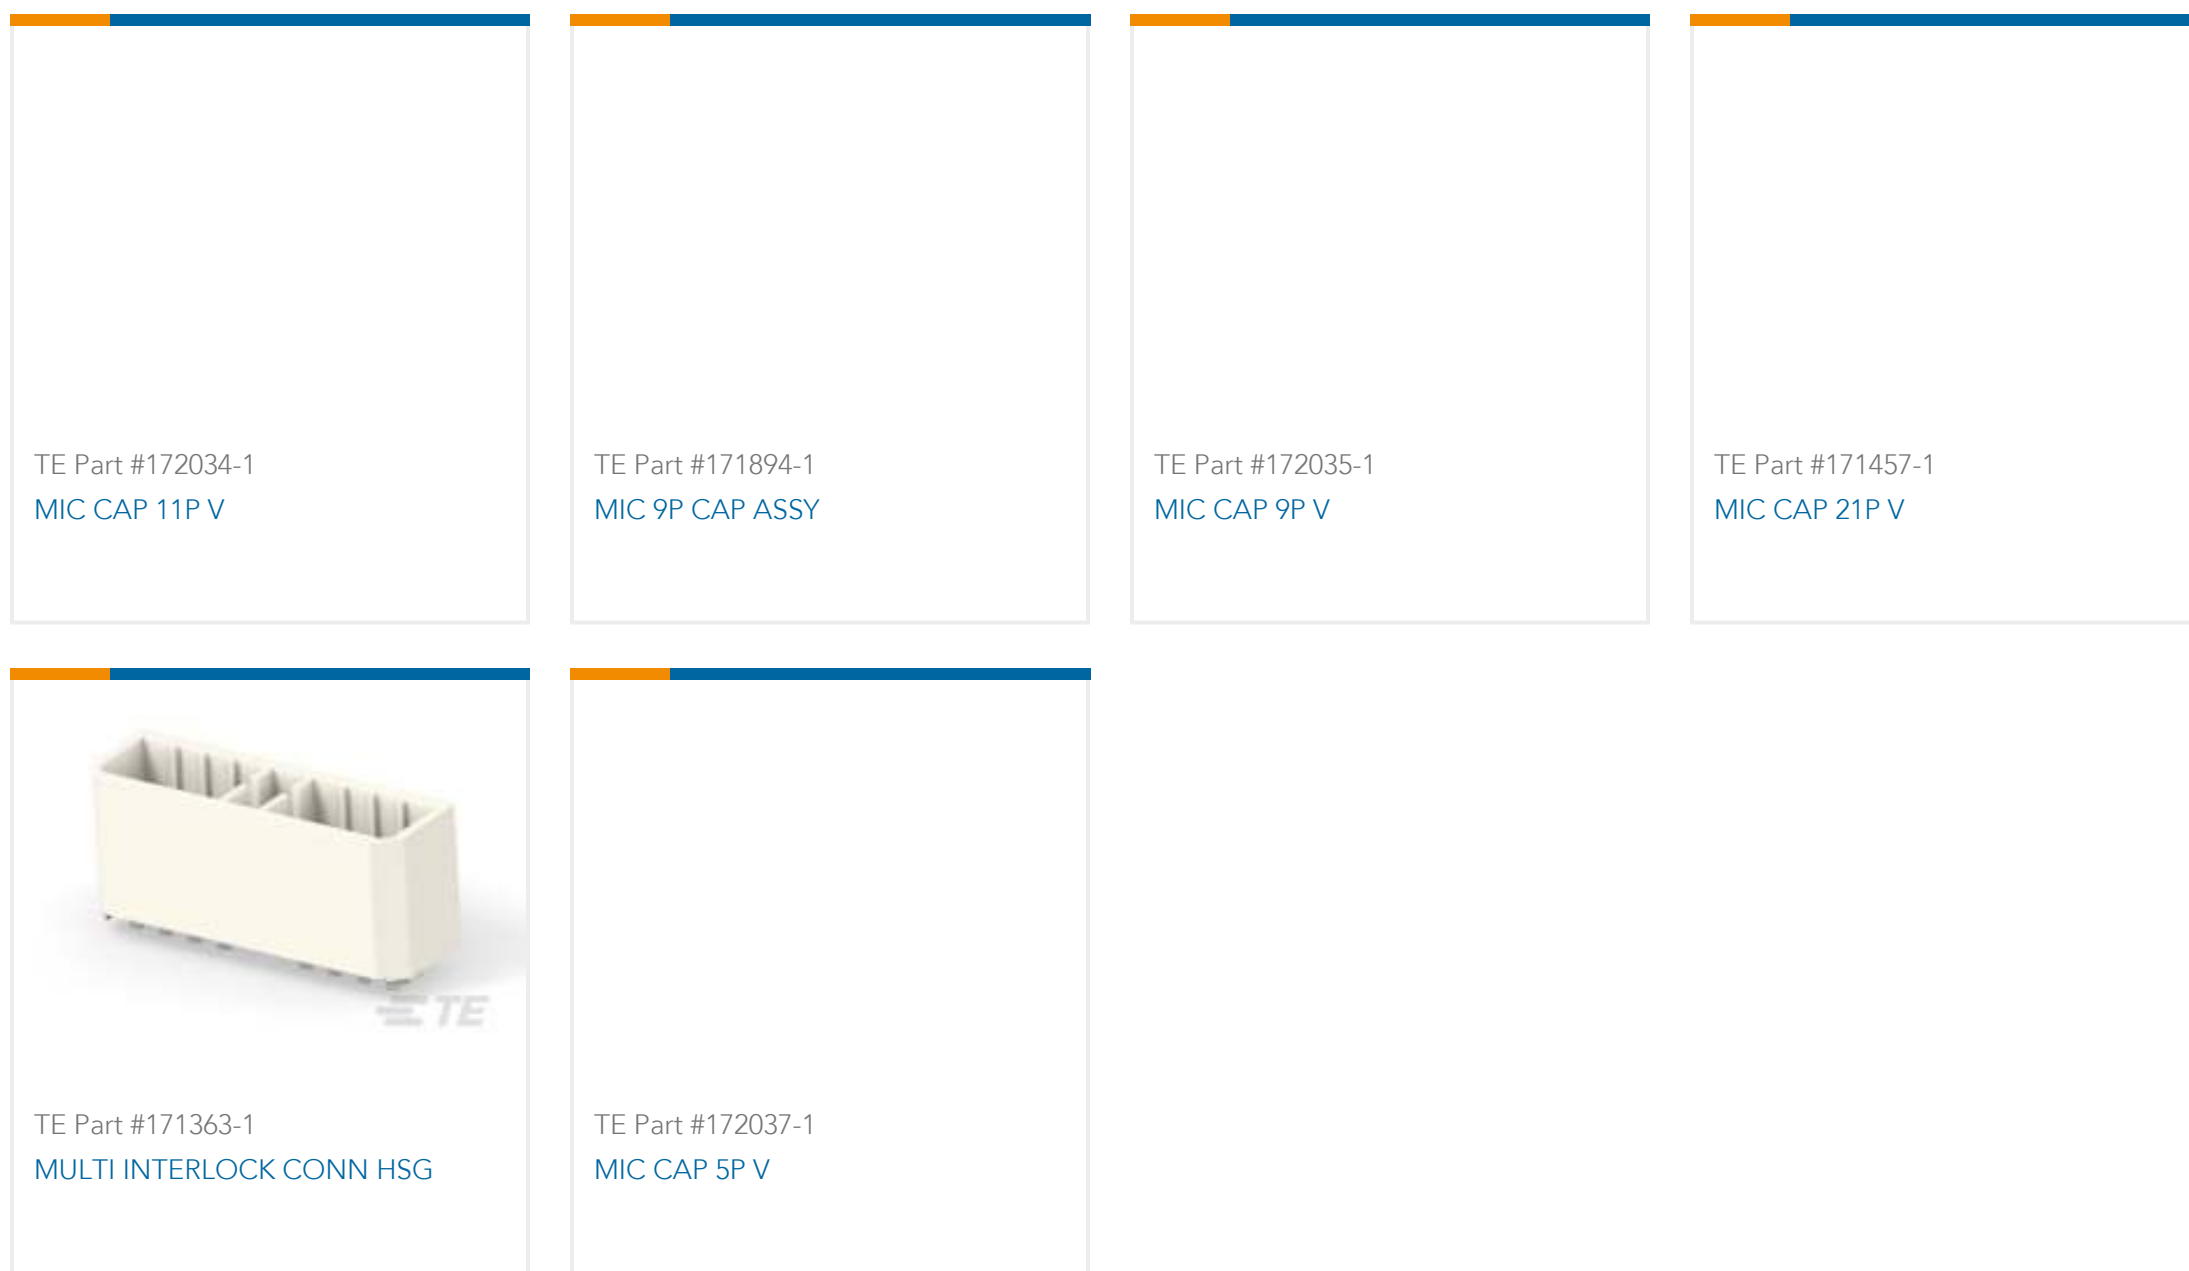 TE Part #172034-1
MIC CAP 11P V
TE Part #171894-1
MIC 9P CAP ASSY
TE Part #172035-1
MIC CAP 9P V
TE Part #171457-1
MIC CAP 21P V
TE
TE Part #171363-1
MULTI INTERLOCK CONN HSG
TE Part #172037-1
MIC CAP 5P V